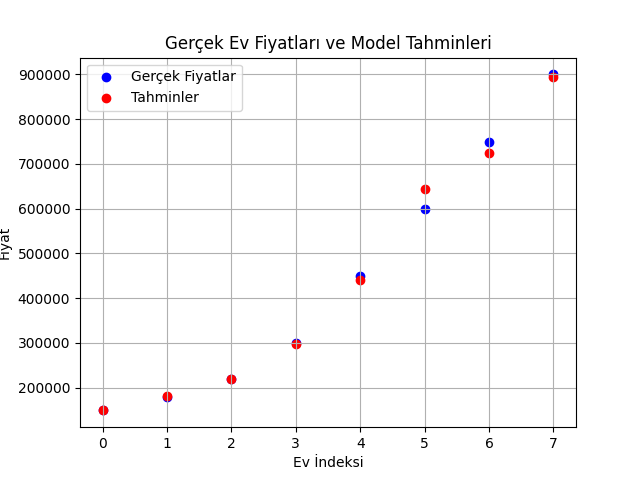 Gerçek Ev Fiyatları ve Model Tahminleri
Gerçek Fiyatlar
Tahminler
900000
800000
700000
600000
500000
400000
300000
200000
Fiyat
0 1 2 3 4 5 6 7
Ev İndeksi